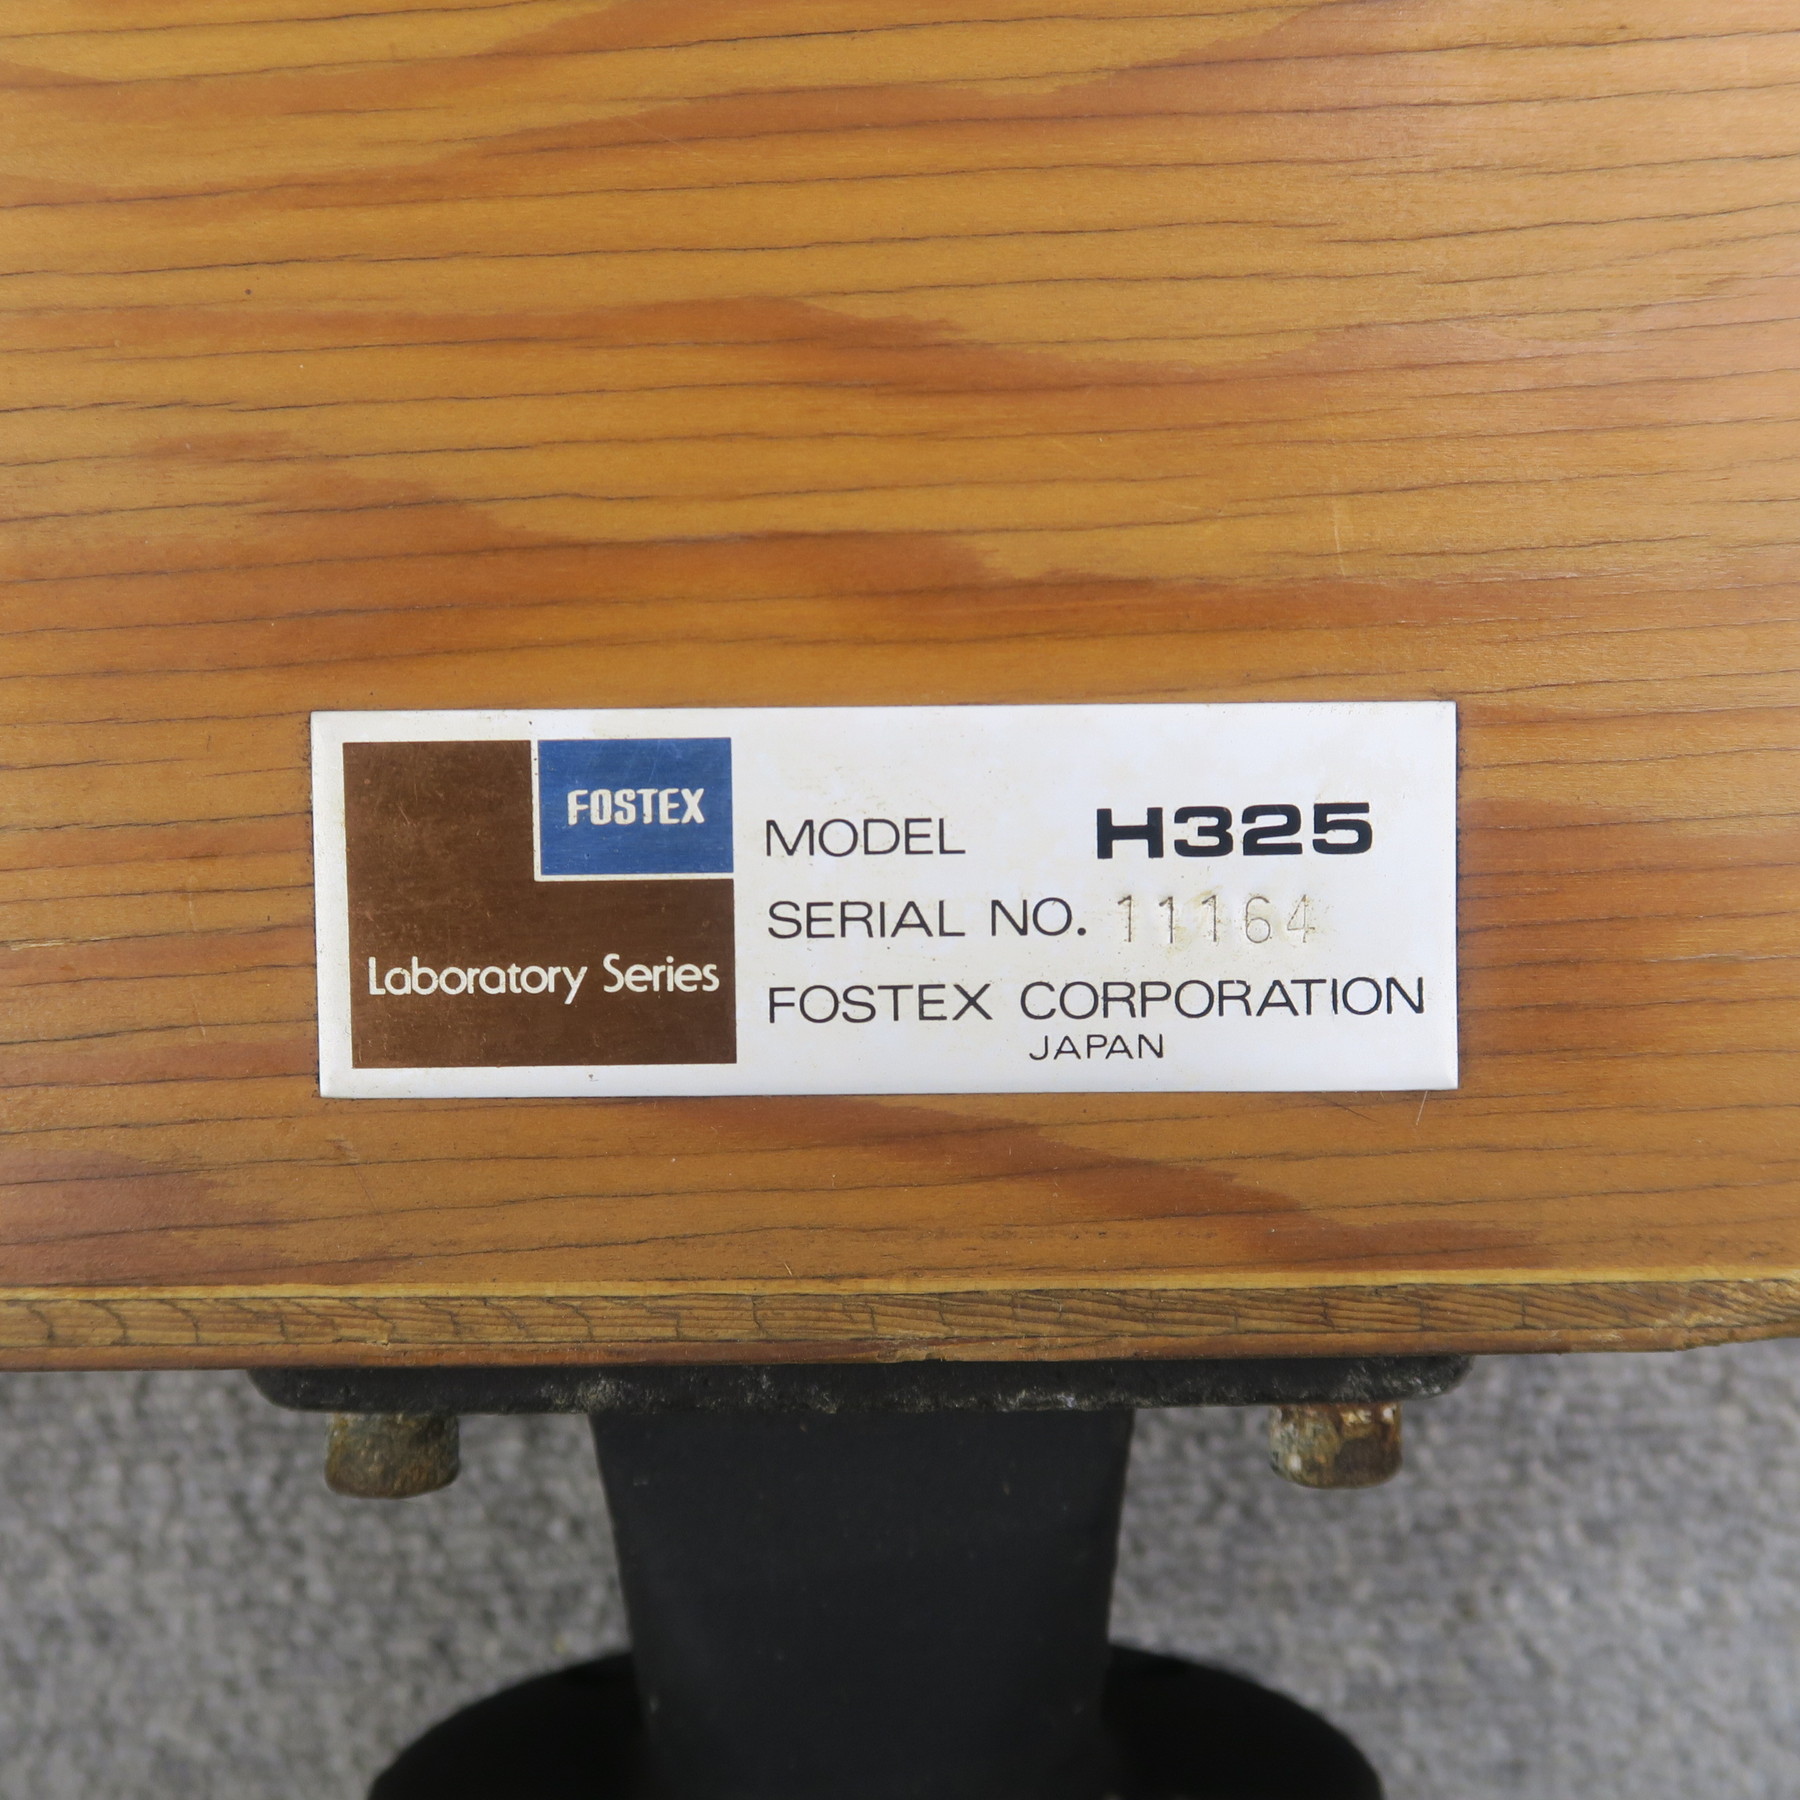 FOSTEX
Laboratory Series
MODEL H325
SERIAL NO. 11164
FOSTEX CORPORATION
JAPAN